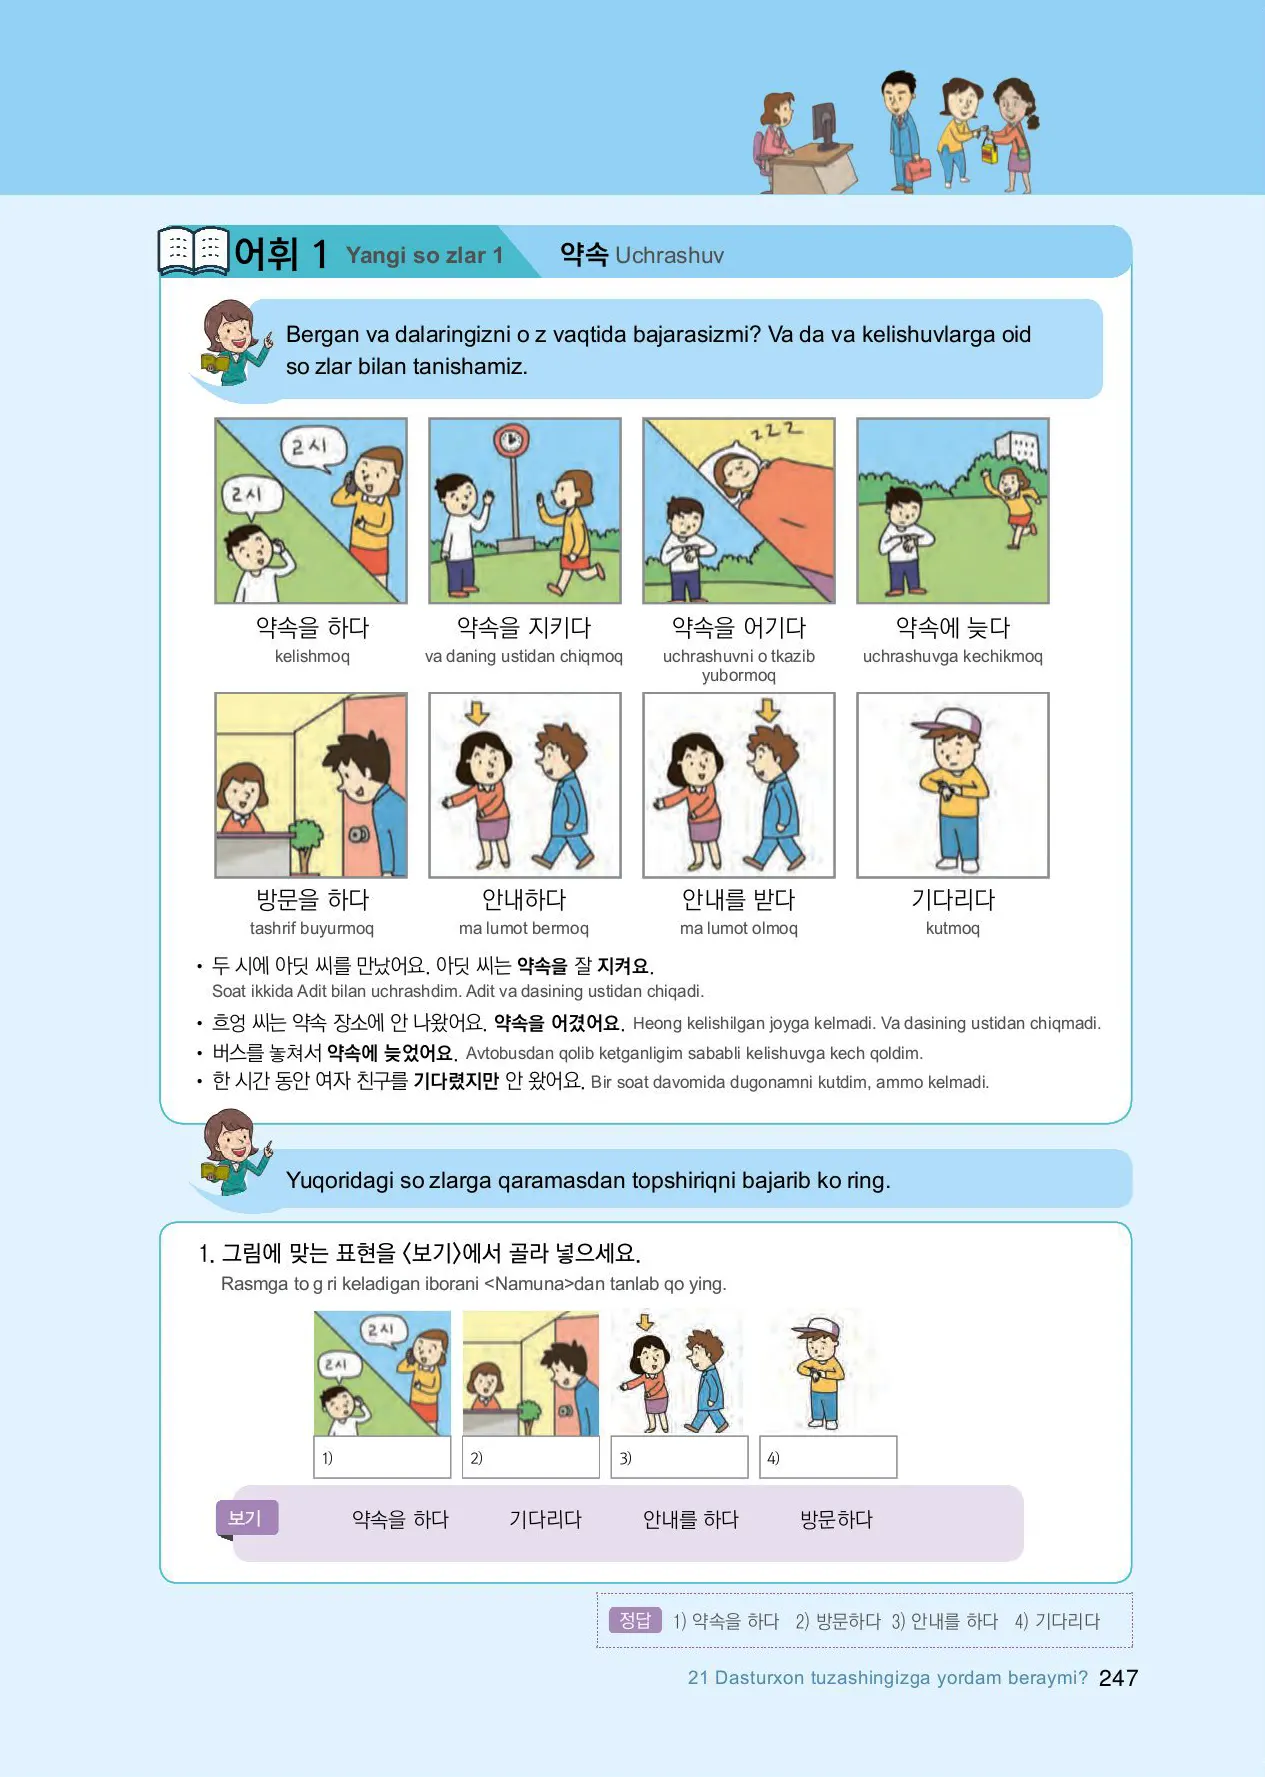 어휘 1 Yangi so zlar 1 약속 Uchrashuv
Bergan va dalaringizni o z vaqtida bajarasizmi? Va da va kelishuvlarga oid
so zlar bilan tanishamiz.
2시
2시
zzz
약속을 하다 약속을 지키다 약속을 어기다 약속에 늦다
kelishmoq va daning ustidan chiqmoq uchrashuvni o tkazib uchrashuvga kechikmoq
yubormoq
방문을 하다 안내하다 안내를 받다 기다리다
tashrif buyurmoq ma lumot bermoq ma lumot olmoq kutmoq
• 두 시에 아딧 씨를 만났어요. 아딧 씨는 약속을 잘 지켜요.
Soat ikkida Adit bilan uchrashdim. Adit va dasining ustidan chiqadi.
• 흐엉 씨는 약속 장소에 안 나왔어요. 약속을 어겼어요. Heong kelishilgan joyga kelmadi. Va dasining ustidan chiqmadi.
• 버스를 놓쳐서 약속에 늦었어요. Avtobusdan qolib ketganligim sababli kelishuvga kech qoldim.
• 한 시간 동안 여자 친구를 기다렸지만 안 왔어요. Bir soat davomida dugonamni kutdim, ammo kelmadi.
Yuqoridagi so zlarga qaramasdan topshiriqni bajarib ko ring.
1. 그림에 맞는 표현을 〈보기〉에서 골라 넣으세요.
Rasmga to g ri keladigan iborani <Namuna>dan tanlab qo ying.
2시
2시
1) 2) 3) 4)
보기 약속을 하다 기다리다 안내를 하다 방문하다
정답 1) 약속을 하다 2) 방문하다 3) 안내를 하다 4) 기다리다
21 Dasturxon tuzashingizga yordam beraymi? 247